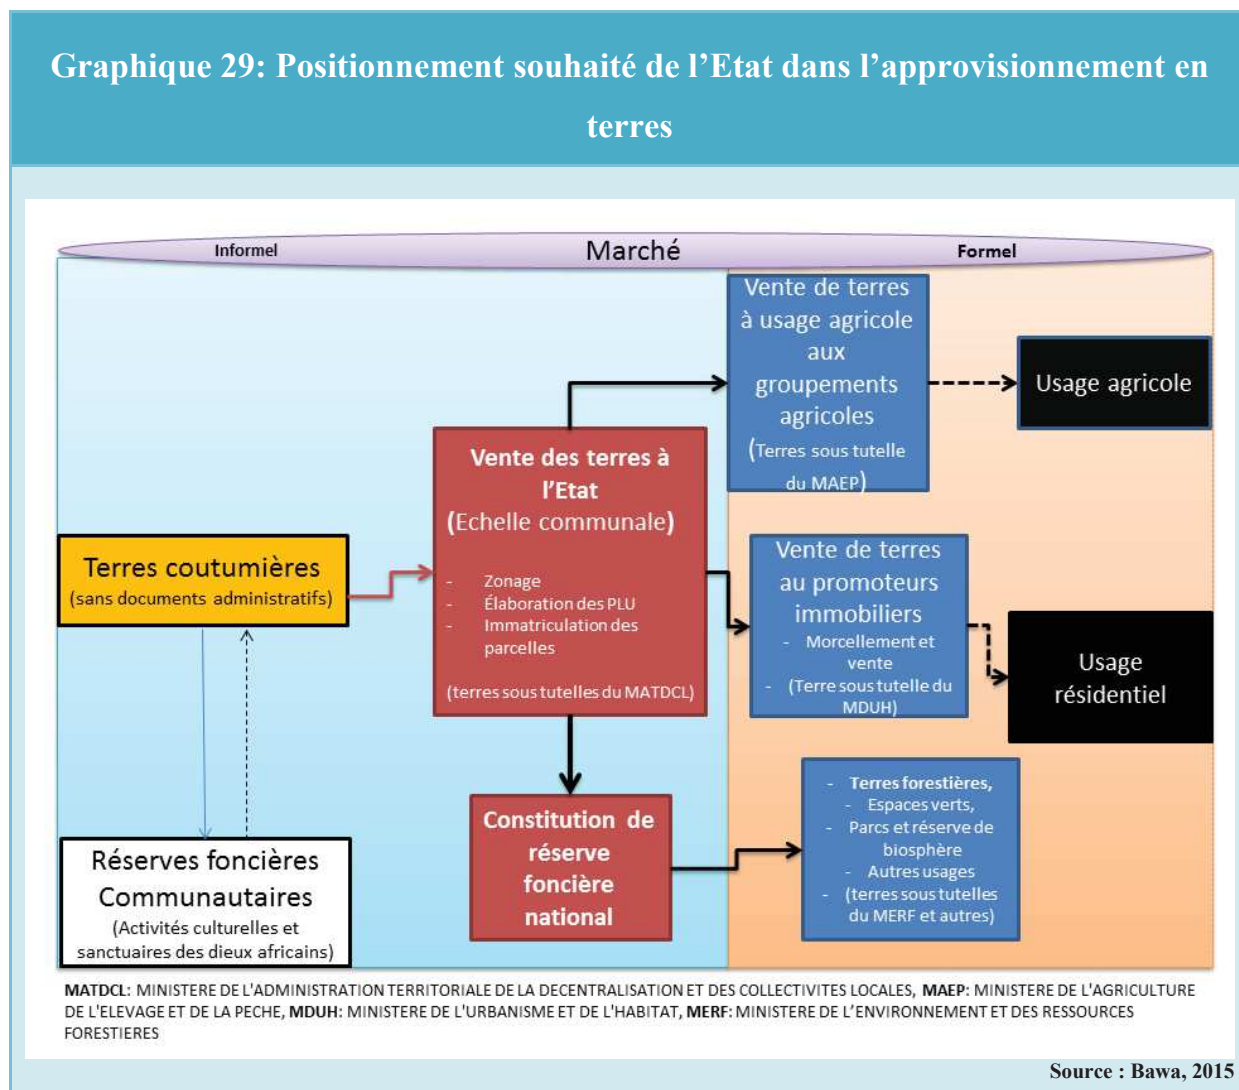 Graphique 29: Positionnement souhaité de l’Etat dans l’approvisionnement en
terres
Informel
Marché
Formel
Vente de terres
à usage agricole
aux
groupements
agricoles
(Terres sous tutelle
du MAEP)
Usage agricole
Vente des terres à
l’Etat
(Echelle communale)
- Zonage
- Élaboration des PLU
- Immatriculation des
parcelles
(terres sous tutelles du MATDCL)
Terres coutumières
(sans documents administratifs)
Vente de terres
au promoteurs
immobiliers
- Morcellement et
vente
- (Terre sous tutelle du
MDUH)
Usage
résidentiel
Constitution de
réserve
foncière
national
- Terres forestières,
- Espaces verts,
- Parcs et réserve de
biosphère
- Autres usages
- (terres sous tutelles
du MERF et autres)
Réserves foncières
Communautaires
(Activités culturelles et
sanctuaires des dieux africains)
MATDCL: MINISTERE DE L'ADMINISTRATION TERRITORIALE DE LA DECENTRALISATION ET DES COLLECTIVITES LOCALES, MAEP: MINISTERE DE L'AGRICULTURE
DE L'ELEVAGE ET DE LA PECHE, MDUH: MINISTERE DE L'URBANISME ET DE L'HABITAT, MERF: MINISTERE DE L’ENVIRONNEMENT ET DES RESSOURCES
FORESTIERES
Source : Bawa, 2015